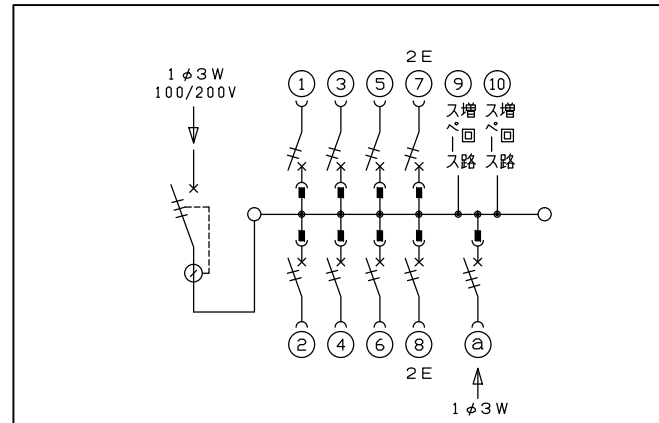 2E
1φ3W
100/200V
① ③ ⑤ ⑦ ⑨ ⑩
増回路
スペース
増回路
スペース
② ④ ⑥ ⑧ ⓐ
2E
1φ3W